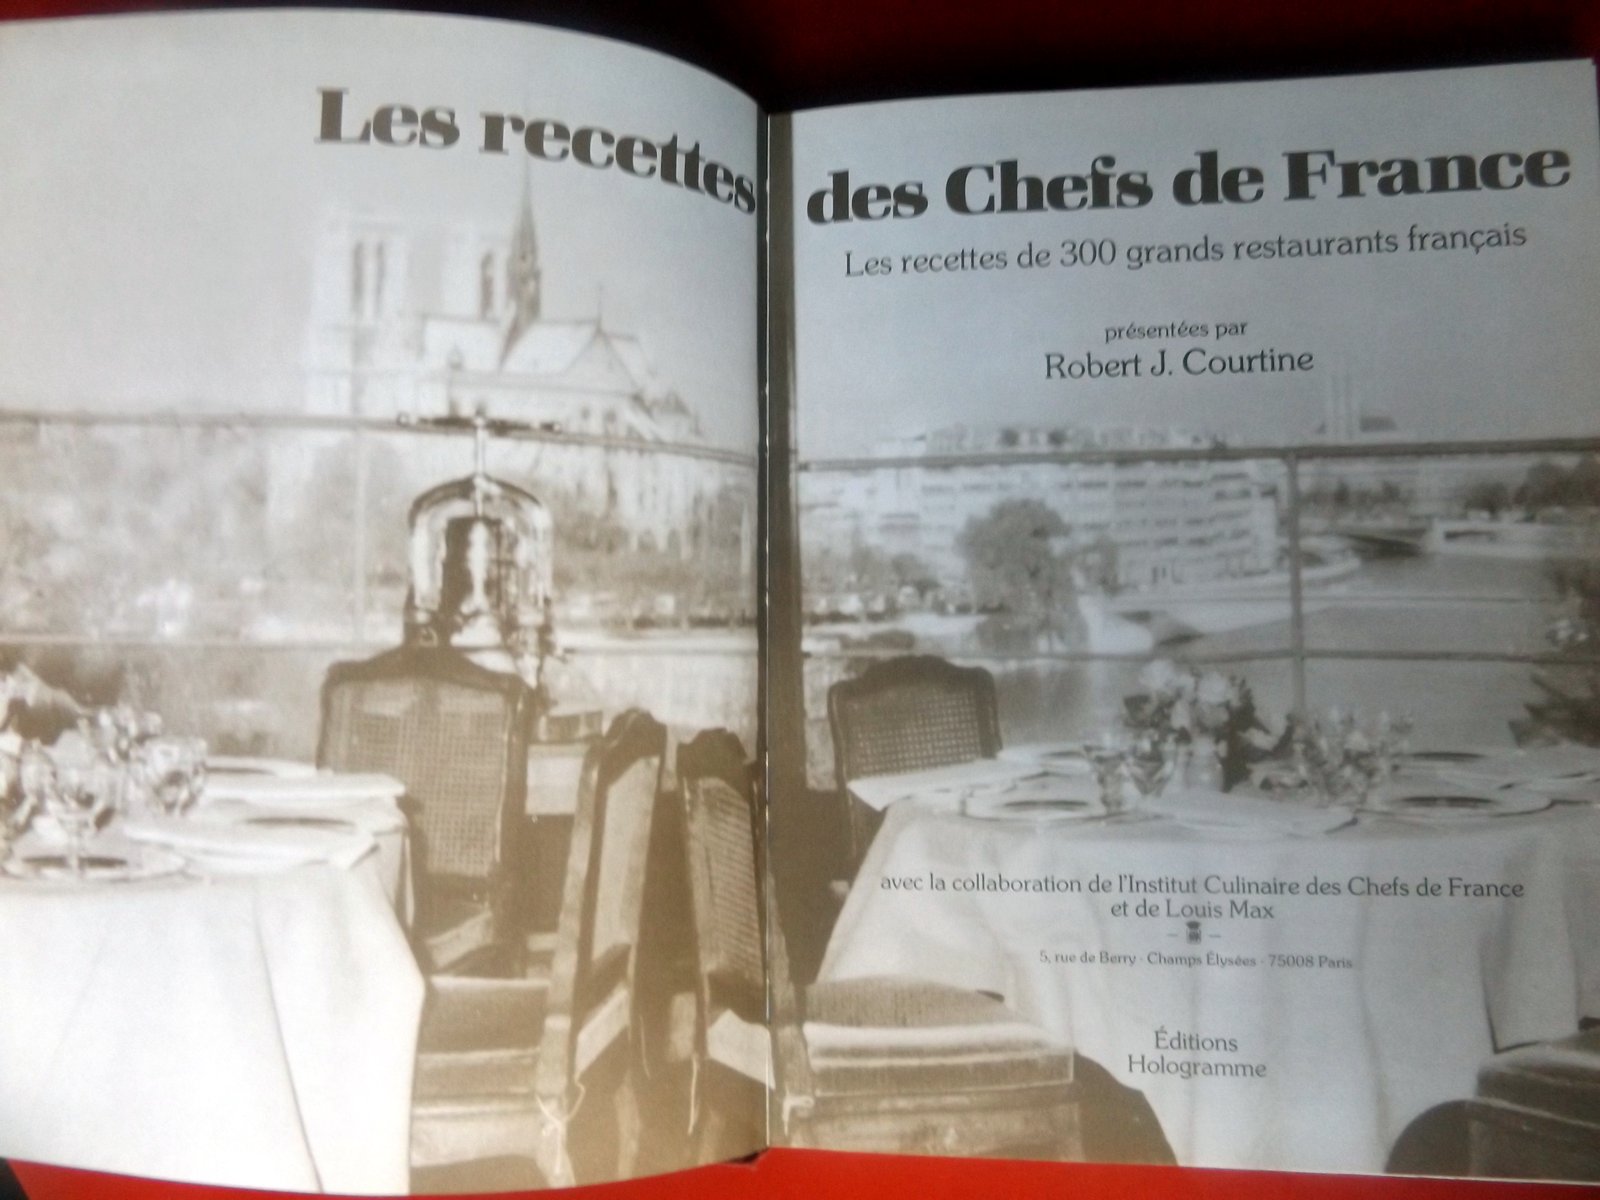 Les recettes des Chefs de France
Les recettes de 300 grands restaurants français
présentées par
Robert J. Courtine
avec la collaboration de l'Institut Culinaire des Chefs de France
et de Louis Max
5, rue de Berry · Champs Élysées · 75008 Paris
Éditions
Hologramme